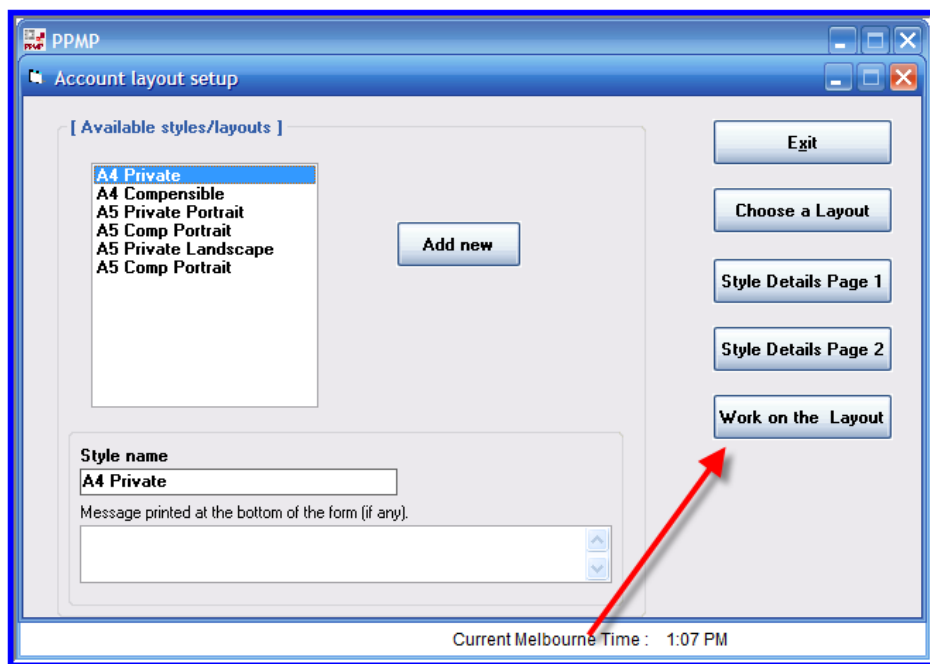 PPMP
Account layout setup
[ Available styles/layouts ]
A4 Private
A4 Compensible
A5 Private Portrait
A5 Comp Portrait
A5 Private Landscape
A5 Comp Portrait
Add new
Exit
Choose a Layout
Style Details Page 1
Style Details Page 2
Work on the Layout
Style name
A4 Private
Message printed at the bottom of the form (if any).
Current Melbourne Time : 1:07 PM